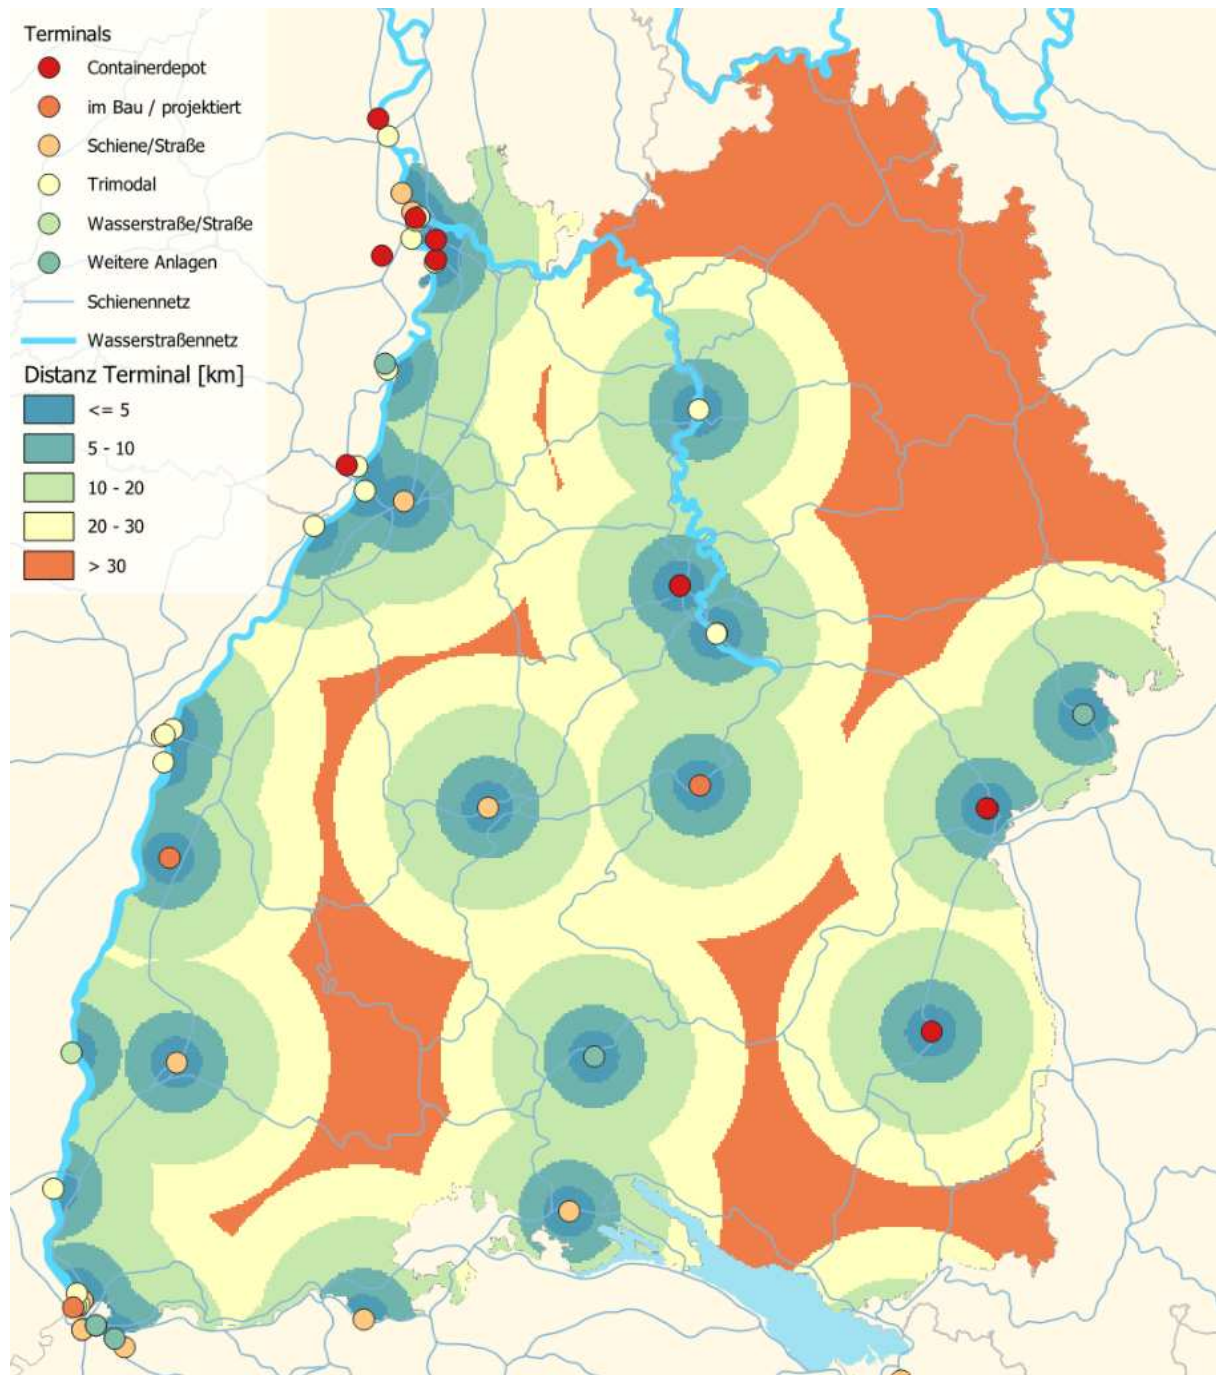 Terminals
Containerdepot
im Bau / projektiert
Schiene/Straße
Trimodal
Wasserstraße/Straße
Weitere Anlagen
Schienennetz
Wasserstraßennetz
Distanz Terminal [km]
<= 5
5 - 10
10 - 20
20 - 30
> 30